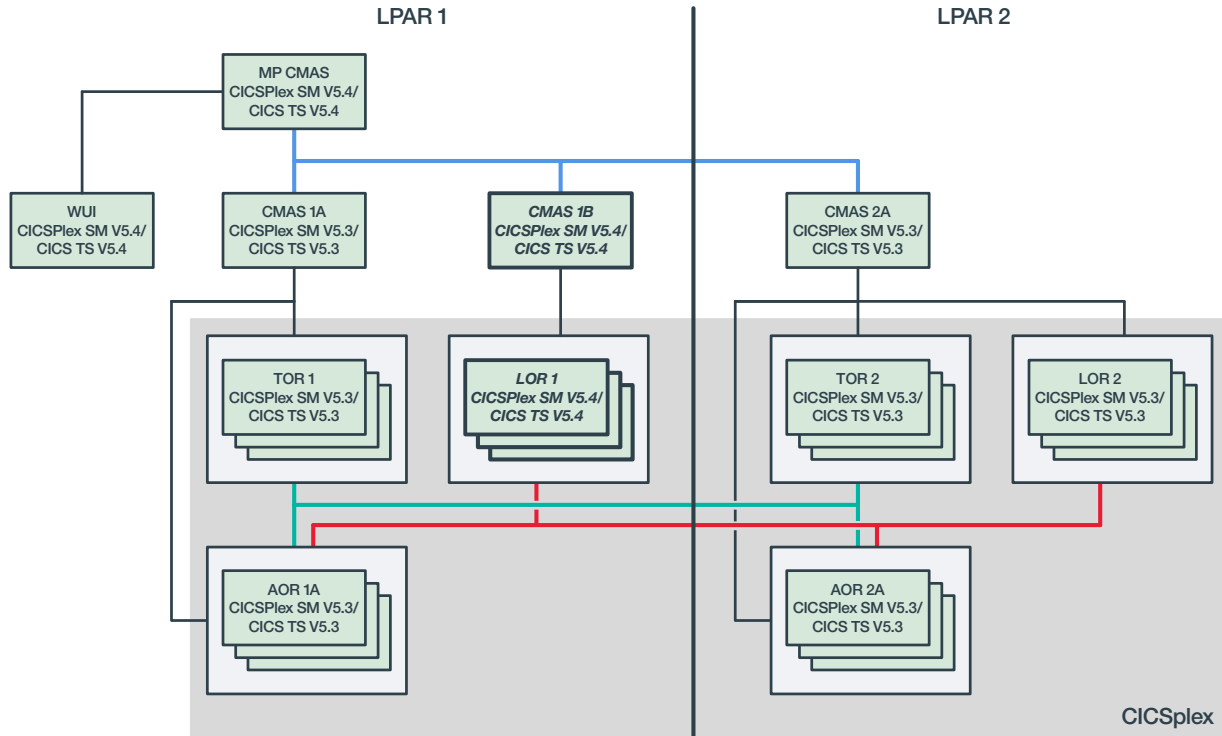 LPAR 1
LPAR 2
MP CMAS
CICSPlex SM V5.4/
CICS TS V5.4
WUI
CICSPlex SM V5.4/
CICS TS V5.4
CMAS 1A
CICSPlex SM V5.3/
CICS TS V5.3
CMAS 1B
CICSPlex SM V5.4/
CICS TS V5.4
CMAS 2A
CICSPlex SM V5.3/
CICS TS V5.3
TOR 1
CICSPlex SM V5.3/
CICS TS V5.3
LOR 1
CICSPlex SM V5.4/
CICS TS V5.4
TOR 2
CICSPlex SM V5.3/
CICS TS V5.3
LOR 2
CICSPlex SM V5.3/
CICS TS V5.3
AOR 1A
CICSPlex SM V5.3/
CICS TS V5.3
AOR 2A
CICSPlex SM V5.3/
CICS TS V5.3
CICSplex